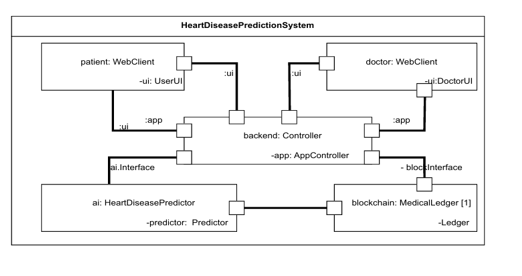 HeartDiseasePredictionSystem
patient: WebClient
doctor: WebClient
:ui
:ui
-ui: UserUI
-ui:DoctorUI
:app
:app
:ui
backend: Controller
-app: AppController
ai.Interface
- blockInterface
ai: HeartDiseasePredictor
blockchain: MedicalLedger [1]
-predictor: Predictor
-Ledger